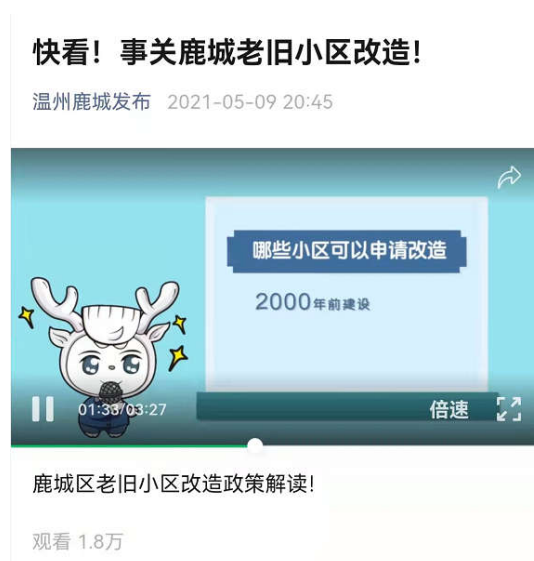 快看！事关鹿城老旧小区改造！
温州鹿城发布 2021-05-09 20:45
哪些小区可以申请改造
2000年前建设
01:33/03:27 倍速
鹿城区老旧小区改造政策解读！
观看 1.8万